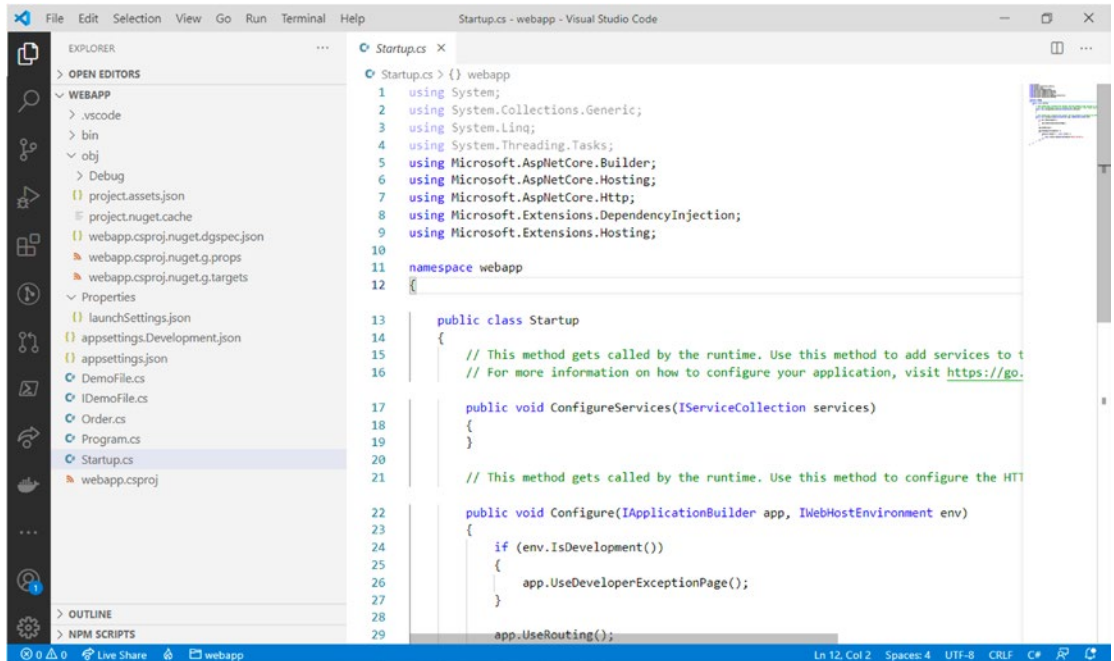 File Edit Selection View Go Run Terminal Help Startup.cs - webapp - Visual Studio Code
EXPLORER
OPEN EDITORS
WEBAPP
.vscode
bin
obj
Debug
project.assets.json
project.nuget.cache
webapp.csproj.nuget.dgspec.json
webapp.csproj.nuget.g.props
webapp.csproj.nuget.g.targets
Properties
launchSettings.json
appsettings.Development.json
appsettings.json
DemoFile.cs
IDemoFile.cs
Order.cs
Program.cs
Startup.cs
webapp.csproj
OUTLINE
NPM SCRIPTS
Startup.cs
Startup.cs > {} webapp
1 using System;
2 using System.Collections.Generic;
3 using System.Linq;
4 using System.Threading.Tasks;
5 using Microsoft.AspNetCore.Builder;
6 using Microsoft.AspNetCore.Hosting;
7 using Microsoft.AspNetCore.Http;
8 using Microsoft.Extensions.DependencyInjection;
9 using Microsoft.Extensions.Hosting;
10
11 namespace webapp
12 {
13 public class Startup
14 {
15 // This method gets called by the runtime. Use this method to add services to t
16 // For more information on how to configure your application, visit https://go.
17 public void ConfigureServices(IServiceCollection services)
18 {
19 }
20
21 // This method gets called by the runtime. Use this method to configure the HTT
22 public void Configure(IApplicationBuilder app, IWebHostEnvironment env)
23 {
24 if (env.IsDevelopment())
25 {
26 app.UseDeveloperExceptionPage();
27 }
28
29 app.UseRouting();
1
0 0 Live Share webapp Ln 12, Col 2 Spaces: 4 UTF-8 CRLF C#